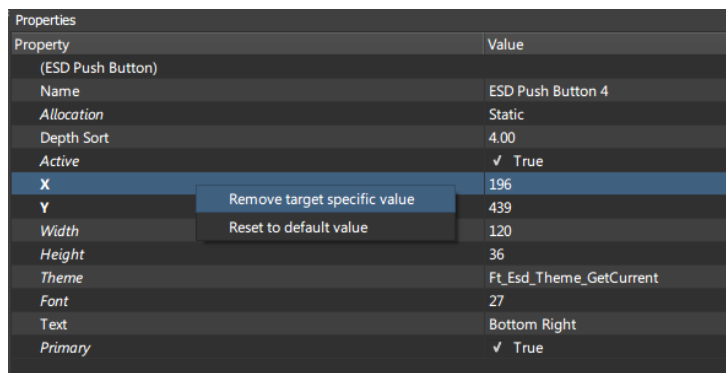 Properties
Property Value
(ESD Push Button)
Name ESD Push Button 4
Allocation Static
Depth Sort 4.00
Active √ True
X 196
Remove target specific value
Y 439
Reset to default value
Width 120
Height 36
Theme Ft_Esd_Theme_GetCurrent
Font 27
Text Bottom Right
Primary √ True